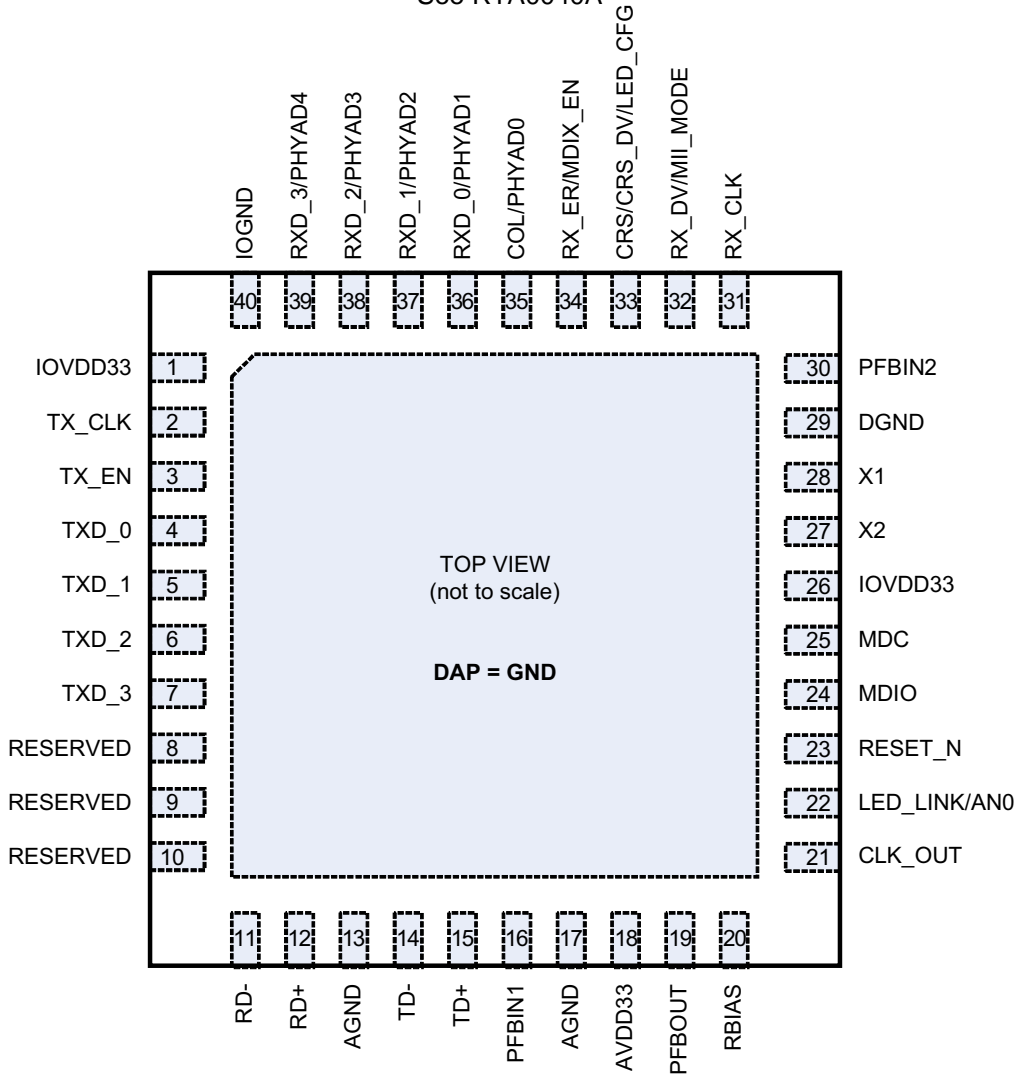 IOGND
RXD_3/PHYAD4
RXD_2/PHYAD3
RXD_1/PHYAD2
RXD_0/PHYAD1
COL/PHYAD0
RX_ER/MDIX_EN
CRS/CRS_DV/LED_CFG
RX_DV/MII_MODE
RX_CLK
40 39 38 37 36 35 34 33 32 31
IOVDD33 1
TX_CLK 2
TX_EN 3
TXD_0 4
TXD_1 5
TXD_2 6
TXD_3 7
RESERVED 8
RESERVED 9
RESERVED 10
TOP VIEW
(not to scale)
DAP = GND
30 PFBIN2
29 DGND
28 X1
27 X2
26 IOVDD33
25 MDC
24 MDIO
23 RESET_N
22 LED_LINK/AN0
21 CLK_OUT
11 12 13 14 15 16 17 18 19 20
RD-
RD+
AGND
TD-
TD+
PFBIN1
AGND
AVDD33
PFBOUT
RBIAS